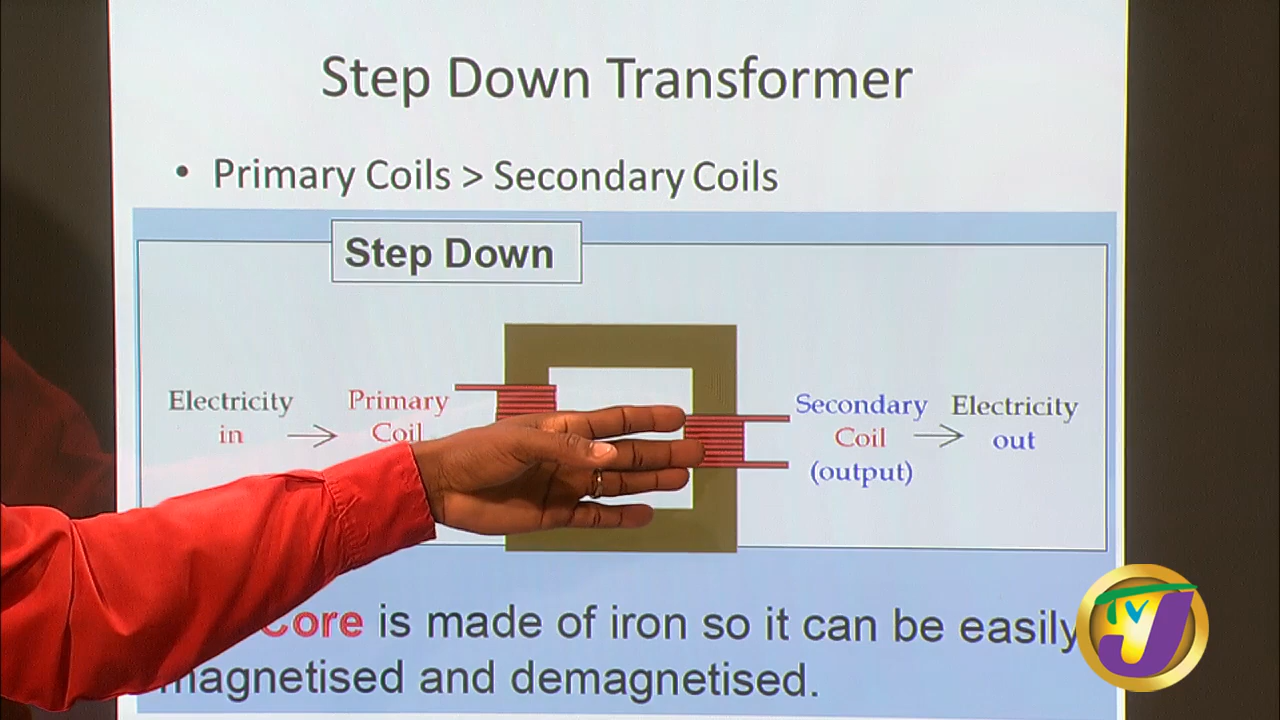 Step Down Transformer
• Primary Coils > Secondary Coils
Step Down
Electricity
in
Primary
Coil
Secondary
Coil
(output)
Electricity
out
Core is made of iron so it can be easily
magnetised and demagnetised.
TVJ